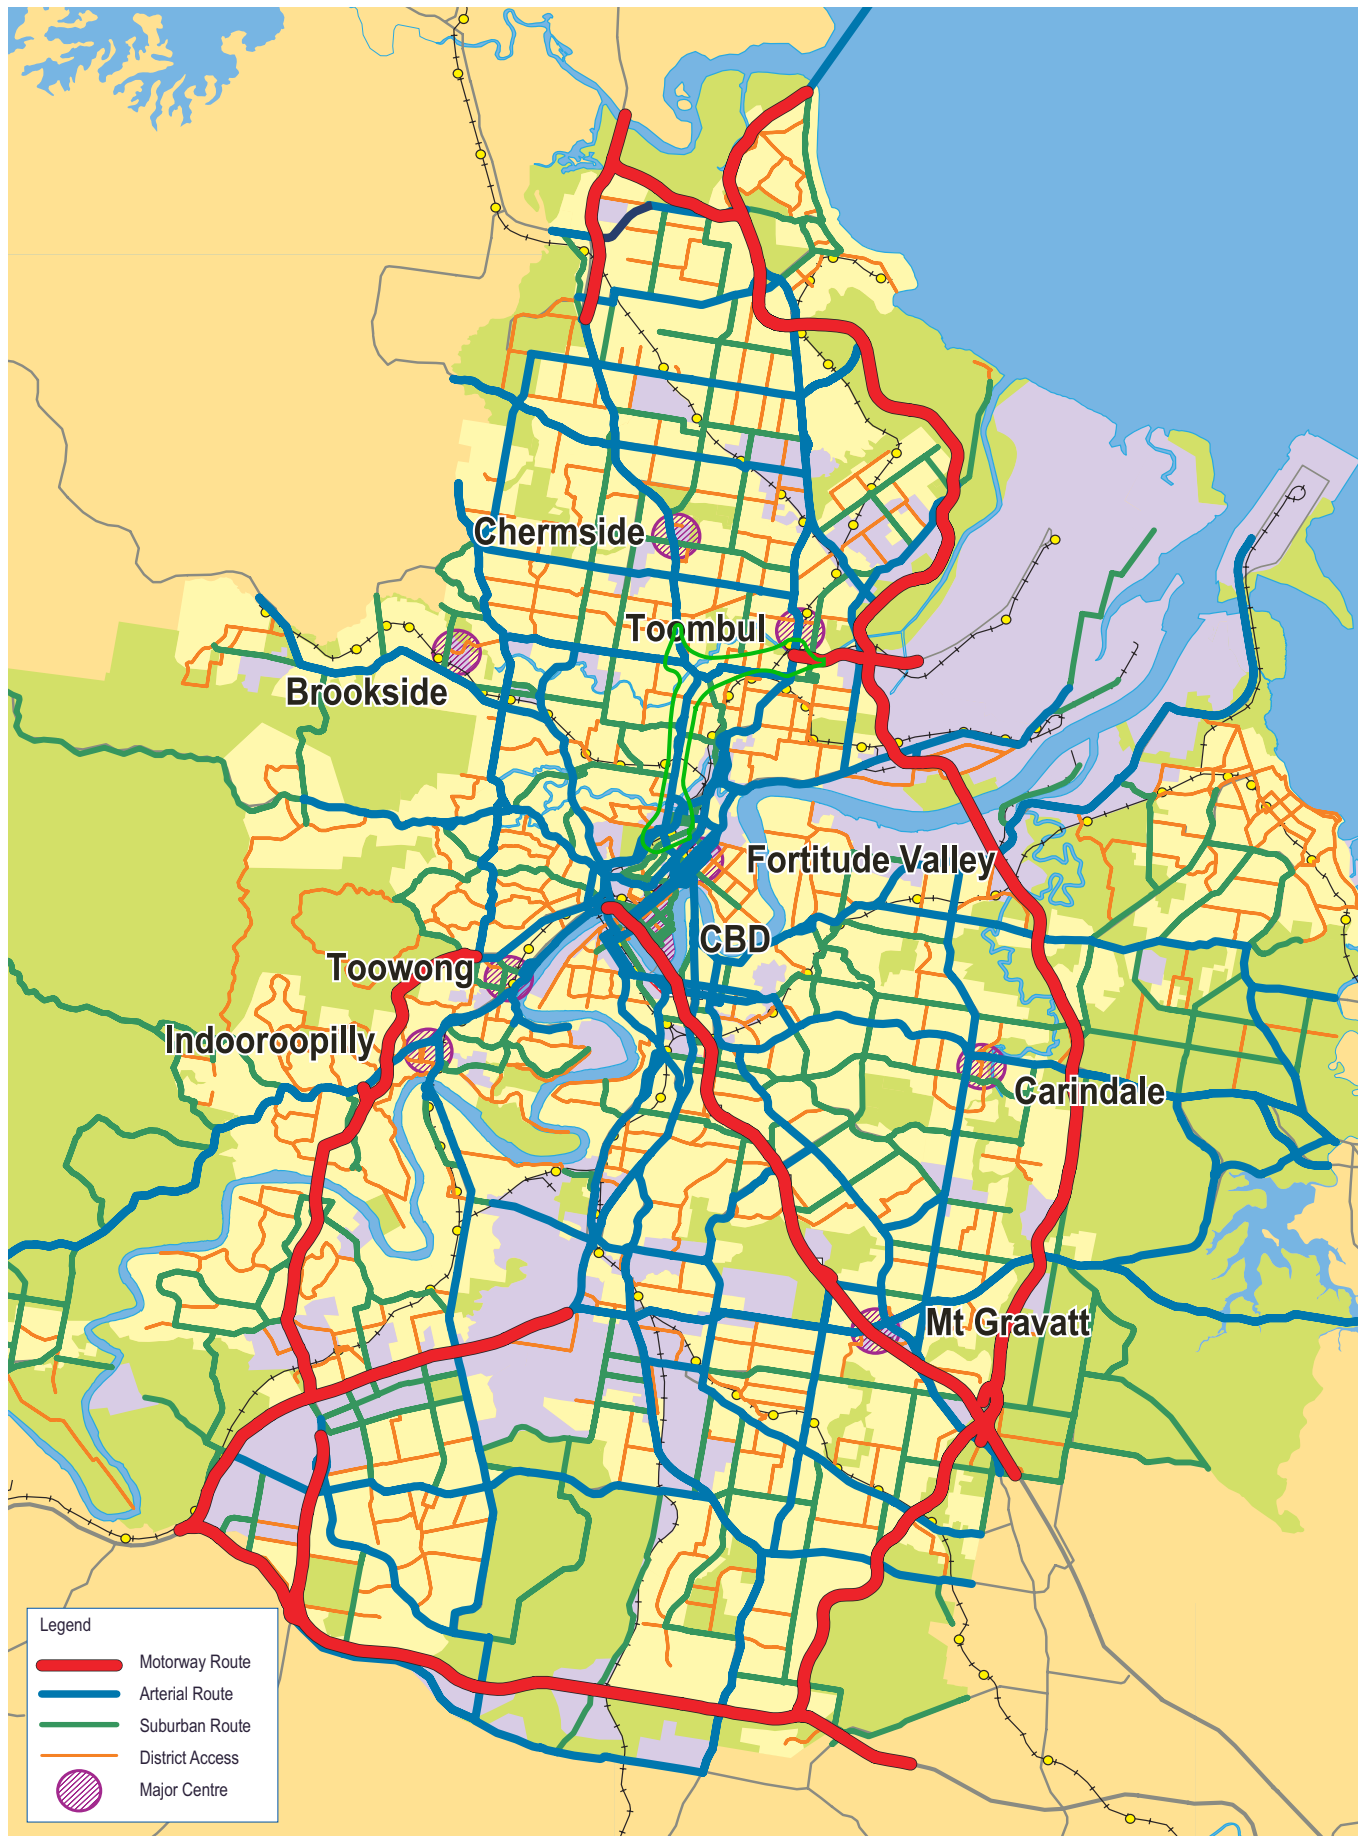 Chermside
Toombul
Brookside
Fortitude Valley
CBD
Toowong
Indooroopilly
Carindale
Mt Gravatt
Legend
Motorway Route
Arterial Route
Suburban Route
District Access
Major Centre